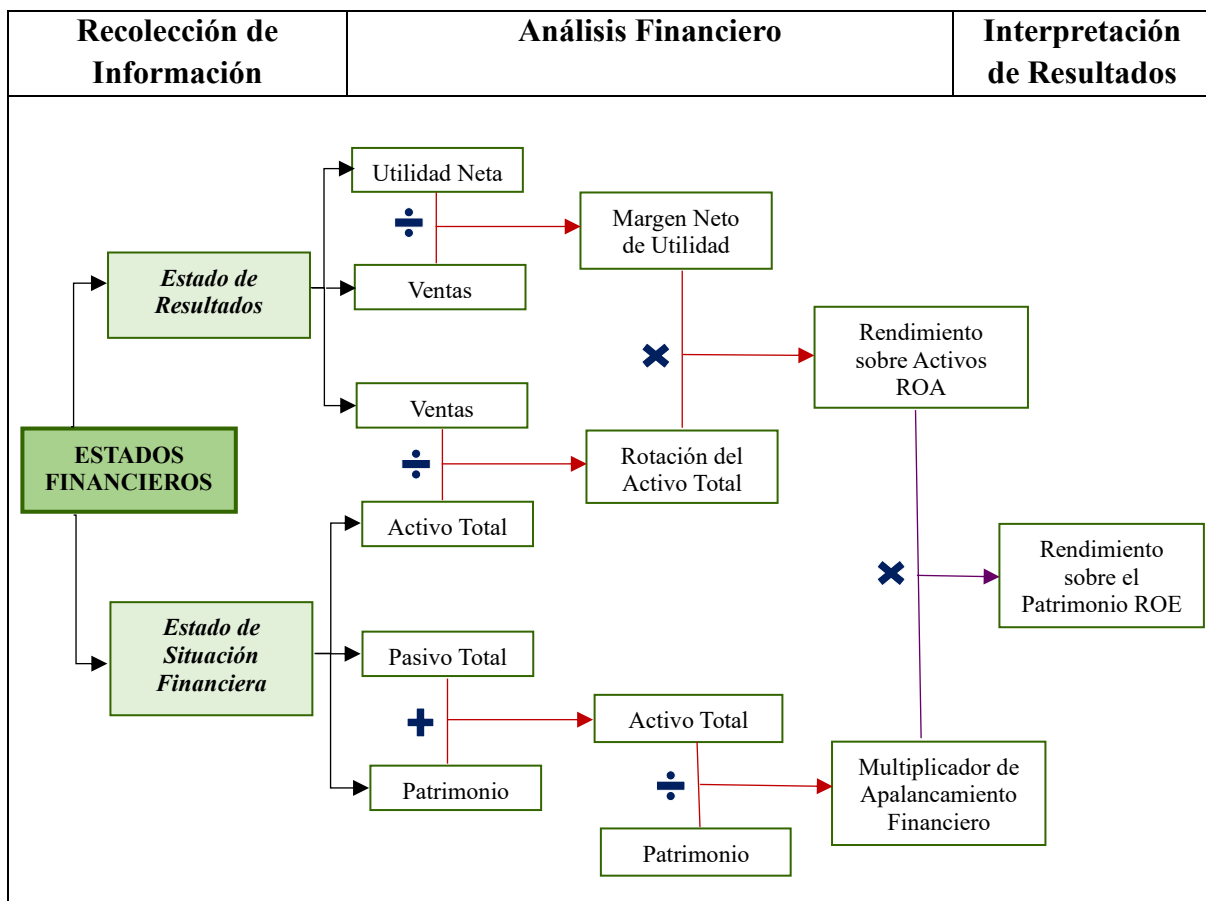 Recolección de
Información
Análisis Financiero
Interpretación
de Resultados
Utilidad Neta
÷
Margen Neto
de Utilidad
Estado de
Resultados
Ventas
×
Rendimiento
sobre Activos
ROA
Ventas
÷
Rotación del
Activo Total
ESTADOS
FINANCIEROS
Activo Total
×
Rendimiento
sobre el
Patrimonio ROE
Estado de
Situación
Financiera
Pasivo Total
+
Activo Total
Patrimonio
÷
Multiplicador de
Apalancamiento
Financiero
Patrimonio